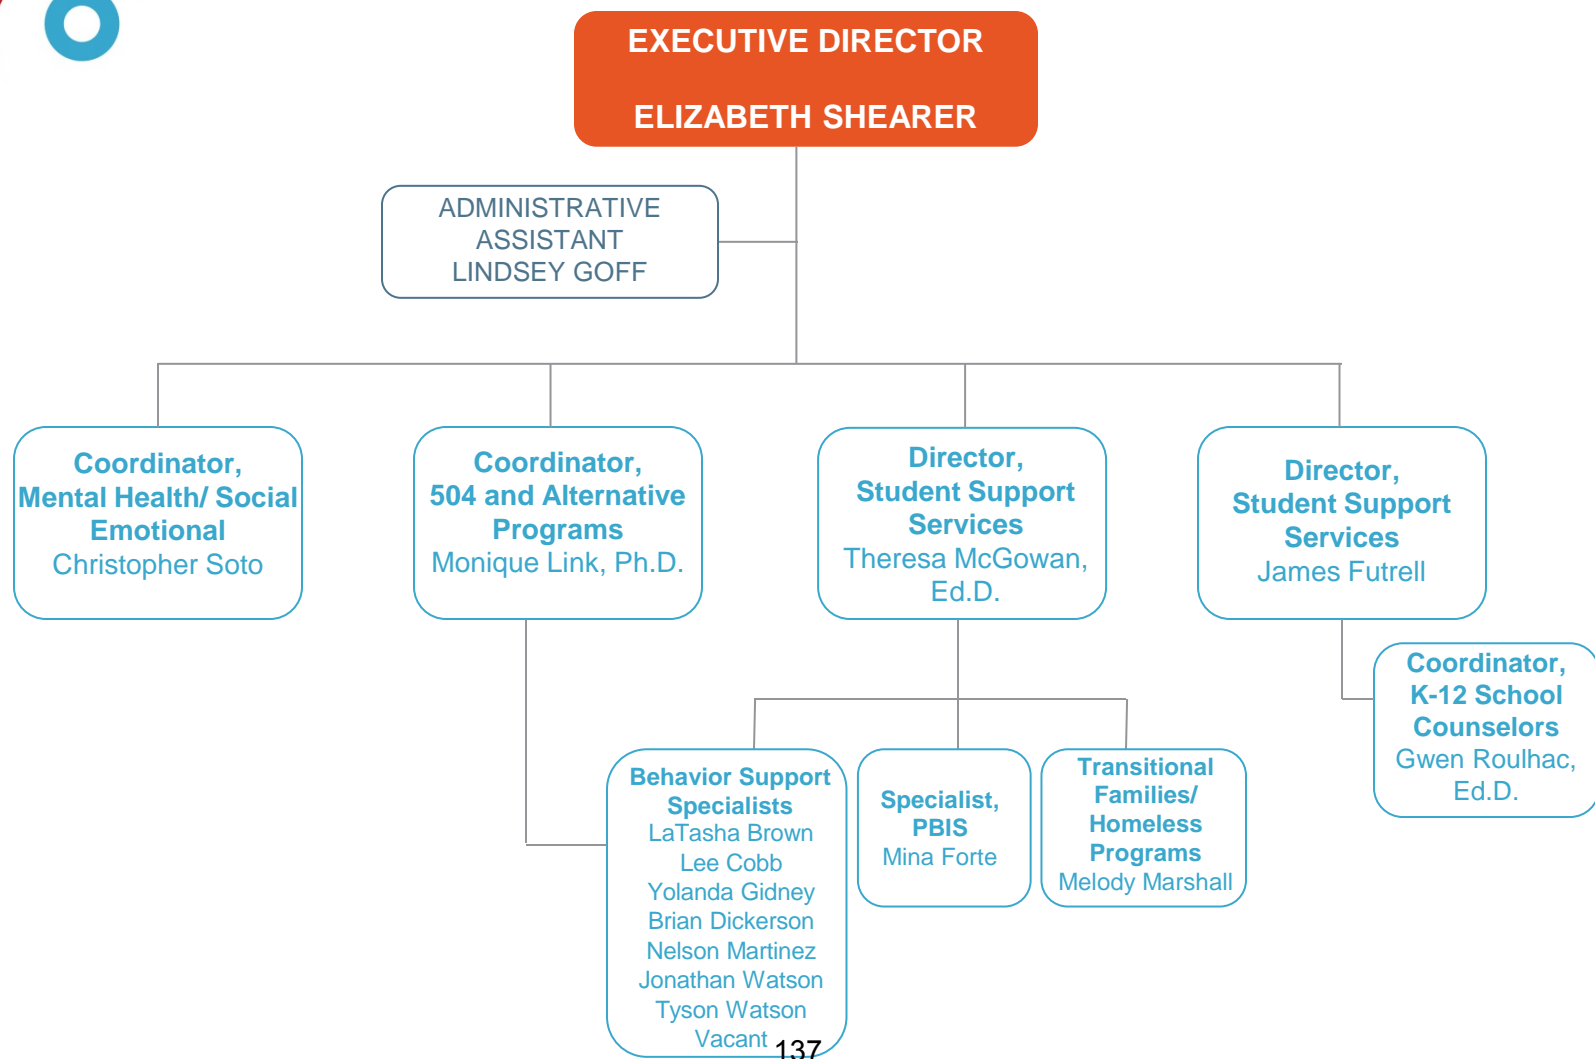 EXECUTIVE DIRECTOR
ELIZABETH SHEARER
ADMINISTRATIVE
ASSISTANT
LINDSEY GOFF
Coordinator,
Mental Health/ Social
Emotional
Christopher Soto
Coordinator,
504 and Alternative
Programs
Monique Link, Ph.D.
Director,
Student Support
Services
Theresa McGowan,
Ed.D.
Director,
Student Support
Services
James Futrell
Coordinator,
K-12 School
Counselors
Gwen Roulhac,
Ed.D.
Behavior Support
Specialists
LaTasha Brown
Lee Cobb
Yolanda Gidney
Brian Dickerson
Nelson Martinez
Jonathan Watson
Tyson Watson
Vacant
Specialist,
PBIS
Mina Forte
Transitional
Families/
Homeless
Programs
Melody Marshall
137